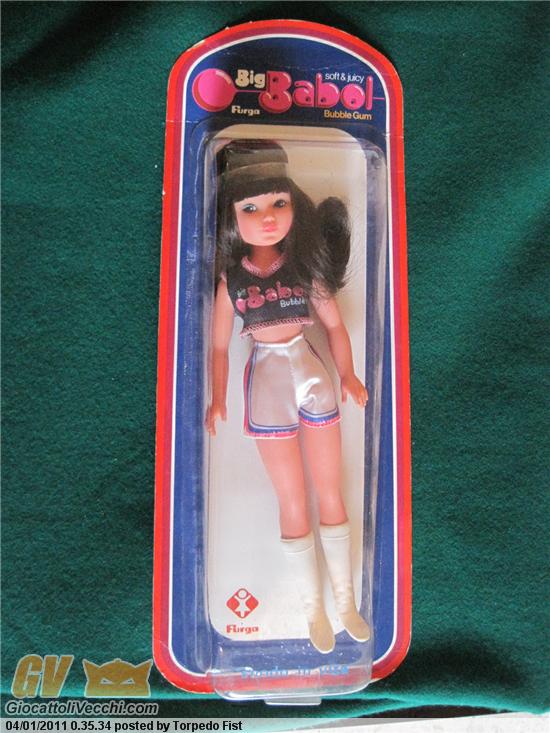 Big
soft & juicy
Babol
Furga
Bubble Gum
Babol
Bubble
Furga
GV
GiocattoliVecchi.com
04/01/2011 0.35.34 posted by Torpedo Fist